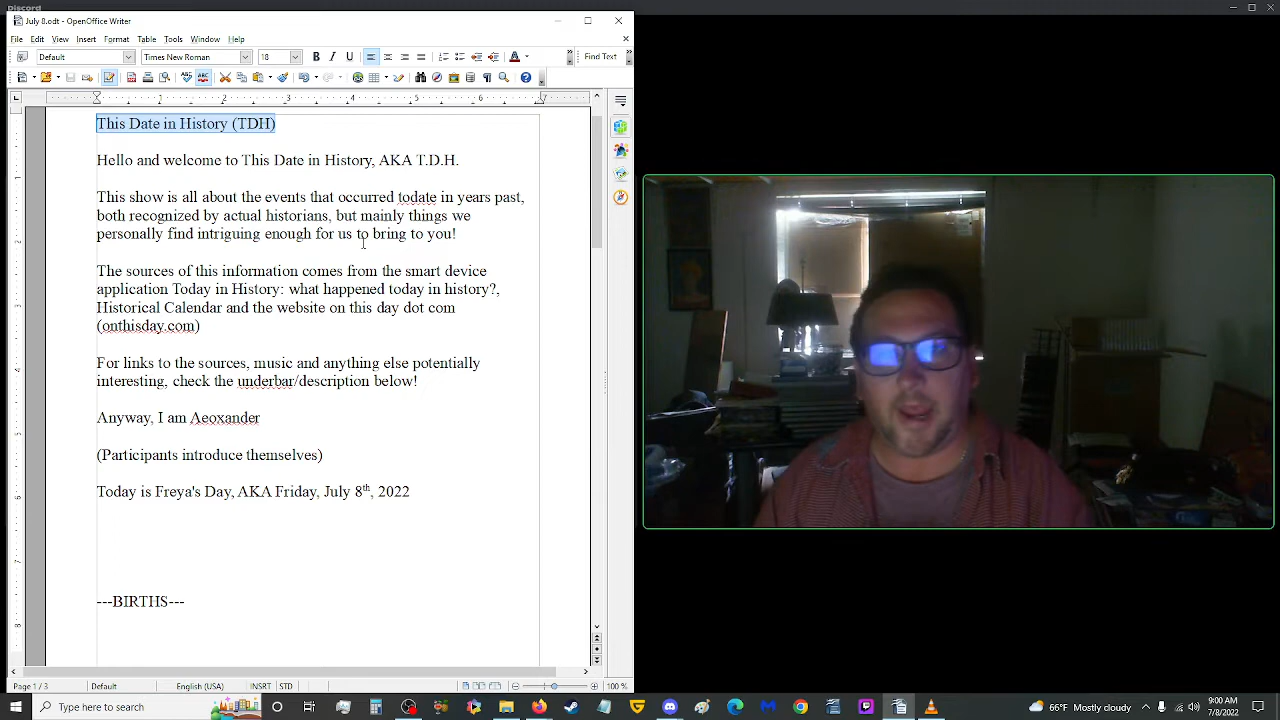 Discord
July 8.odt - OpenOffice Writer
File Edit View Insert Format Table Tools Window Help
Default Times New Roman 18 Find Text
1 2 3 4 5 6 7
This Date in History (TDH)
Hello and welcome to This Date in History, AKA T.D.H.
This show is all about the events that occurred todate in years past,
both recognized by actual historians, but mainly things we
personally find intriguing enough for us to bring to you!
The sources of this information comes from the smart device
application Today in History: what happened today in history?,
Historical Calendar and the website on this day dot com
(onthisday.com)
For links to the sources, music and anything else potentially
interesting, check the underbar/description below!
Anyway, I am Aeoxander
(Participants introduce themselves)
Today is Freya's Day, AKA Friday, July 8th, 2022
---BIRTHS---
Page 1 / 3 Default English (USA) INSRT STD 100 %
Type here to search
66°F Mostly cloudy
9:00 AM
7/8/2022